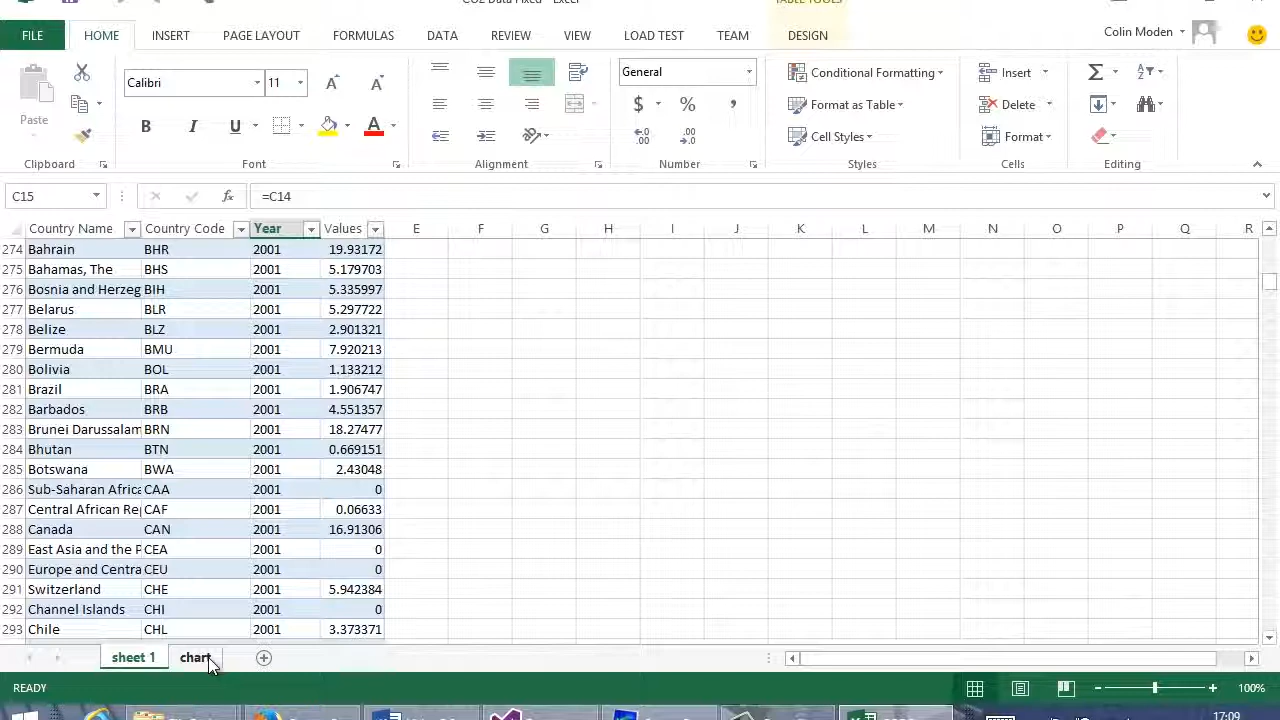 FILE HOME INSERT PAGE LAYOUT FORMULAS DATA REVIEW VIEW LOAD TEST TEAM DESIGN Colin Moden
Calibri 11 General Conditional Formatting Insert
Paste $ % Format as Table Delete
B I U A Cell Styles Format
Clipboard Font Alignment Number Styles Cells Editing
C15 fx =C14
Country Name Country Code Year Values E F G H I J K L M N O P Q R
274 Bahrain BHR 2001 19.93172
275 Bahamas, The BHS 2001 5.179703
276 Bosnia and Herzeg BIH 2001 5.335997
277 Belarus BLR 2001 5.297722
278 Belize BLZ 2001 2.901321
279 Bermuda BMU 2001 7.920213
280 Bolivia BOL 2001 1.133212
281 Brazil BRA 2001 1.906747
282 Barbados BRB 2001 4.551357
283 Brunei Darussalam BRN 2001 18.27477
284 Bhutan BTN 2001 0.669151
285 Botswana BWA 2001 2.43048
286 Sub-Saharan Africa CAA 2001 0
287 Central African Re CAF 2001 0.06633
288 Canada CAN 2001 16.91306
289 East Asia and the P CEA 2001 0
290 Europe and Centra CEU 2001 0
291 Switzerland CHE 2001 5.942384
292 Channel Islands CHI 2001 0
293 Chile CHL 2001 3.373371
sheet 1 chart
READY 100%
17:09